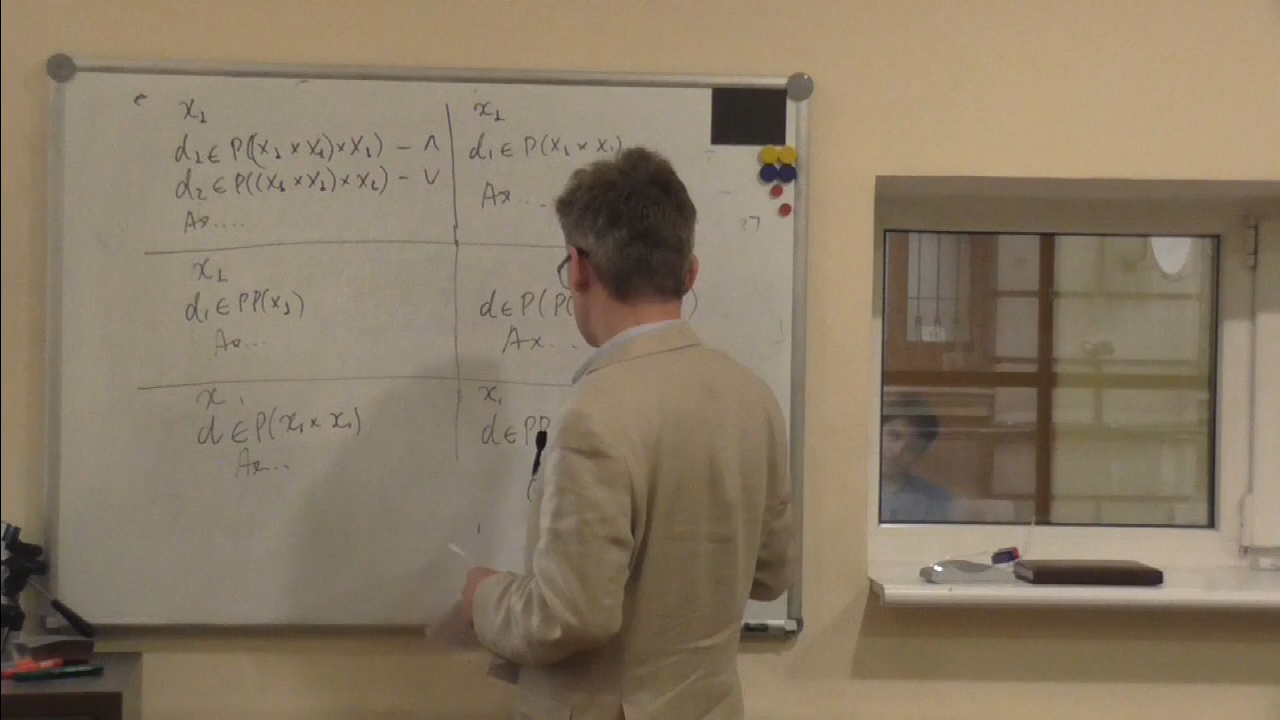 x₁
d₁ ∈ P((x₁ × x₁) × x₁) – ∧
d₂ ∈ P((x₁ × x₁) × x₁) – ∨
Ax....
x₁
d₁ ∈ P(x₁ × x₁)
Ax...
x₁
d₁ ∈ PP(x₁)
Ax...
d ∈ P(P(
Ax...
x₁
d ∈ P(x₁ × x₁)
Ax...
x₁
d ∈ PP